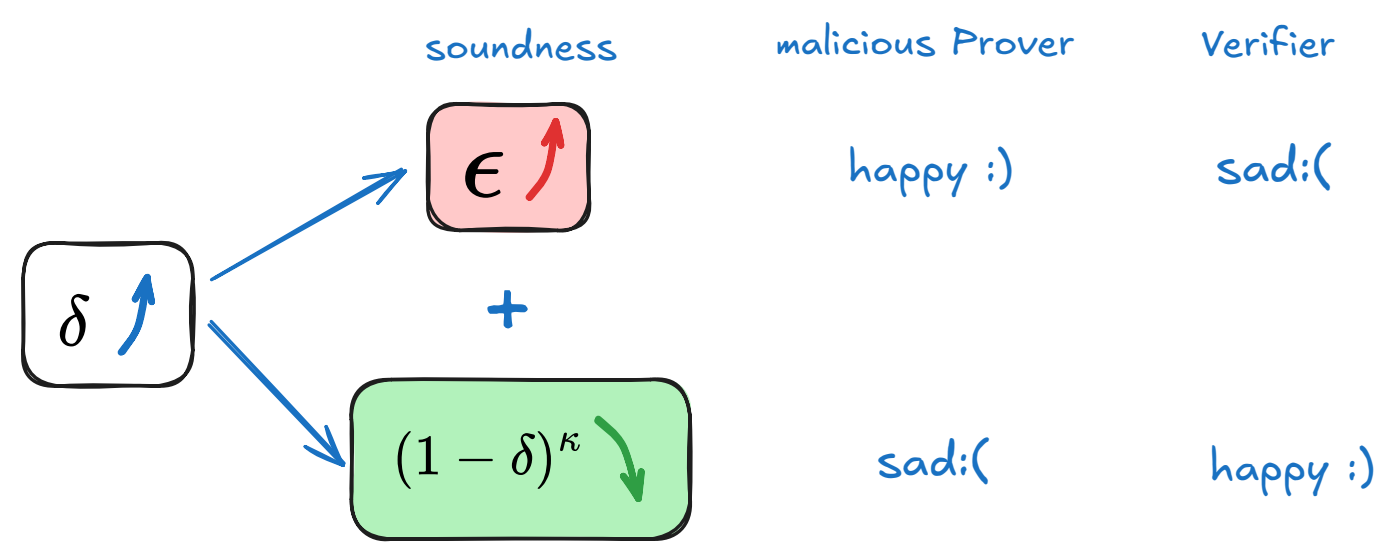 soundness malicious Prover Verifier
ϵ happy :) sad:(
δ +
(1 − δ)^κ sad:( happy :)